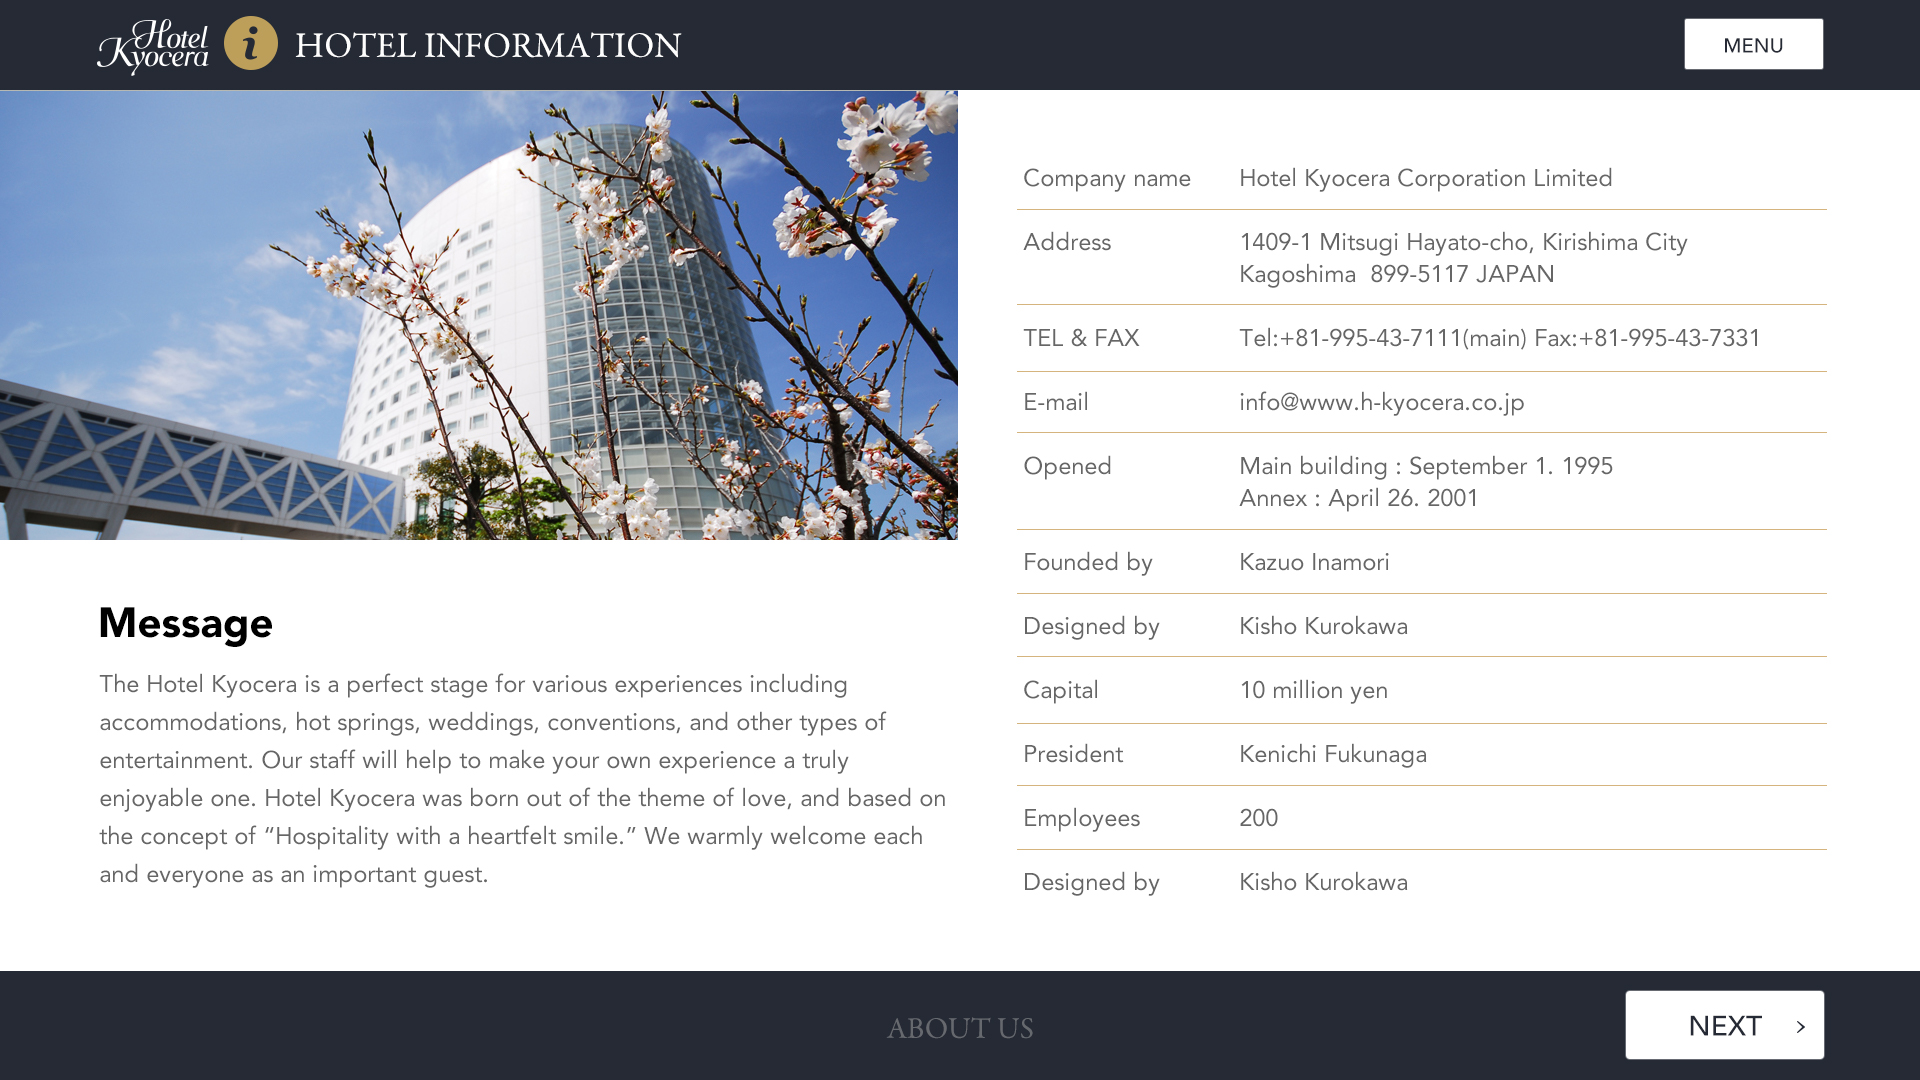 Hotel Kyocera
i HOTEL INFORMATION
MENU
Message
The Hotel Kyocera is a perfect stage for various experiences including
accommodations, hot springs, weddings, conventions, and other types of
entertainment. Our staff will help to make your own experience a truly
enjoyable one. Hotel Kyocera was born out of the theme of love, and based on
the concept of “Hospitality with a heartfelt smile.” We warmly welcome each
and everyone as an important guest.
Company name Hotel Kyocera Corporation Limited
Address 1409-1 Mitsugi Hayato-cho, Kirishima City
Kagoshima 899-5117 JAPAN
TEL & FAX Tel:+81-995-43-7111(main) Fax:+81-995-43-7331
E-mail info@www.h-kyocera.co.jp
Opened Main building : September 1. 1995
Annex : April 26. 2001
Founded by Kazuo Inamori
Designed by Kisho Kurokawa
Capital 10 million yen
President Kenichi Fukunaga
Employees 200
Designed by Kisho Kurokawa
ABOUT US
NEXT >